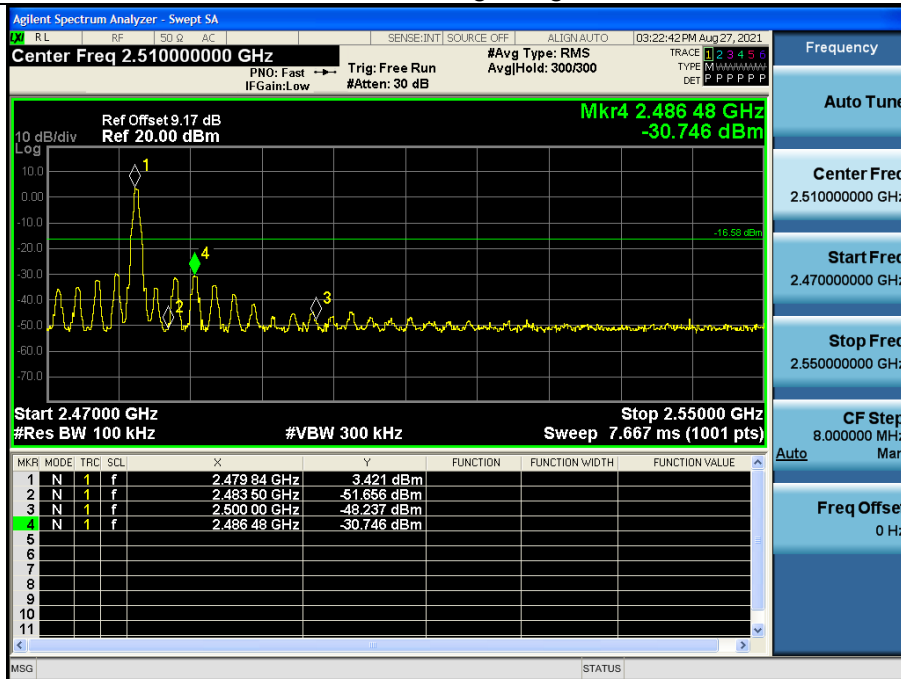 Agilent Spectrum Analyzer - Swept SA
LXI RL RF 50 Ω AC SENSE:INT SOURCE OFF ALIGN AUTO 03:22:42 PM Aug 27, 2021
Center Freq 2.510000000 GHz
PNO: Fast
IFGain:Low
Trig: Free Run
#Atten: 30 dB
#Avg Type: RMS
Avg|Hold: 300/300
TRACE 1 2 3 4 5 6
TYPE M WWWWW
DET P P P P P P
Mkr4 2.486 48 GHz
-30.746 dBm
Ref Offset 9.17 dB
Ref 20.00 dBm
10 dB/div
Log
10.0
0.00
-10.0
-20.0
-30.0
-40.0
-50.0
-60.0
-70.0
1
2
3
4
-16.58 dBm
Start 2.47000 GHz
Stop 2.55000 GHz
#Res BW 100 kHz
#VBW 300 kHz
Sweep 7.667 ms (1001 pts)
MKR MODE TRC SCL X Y FUNCTION FUNCTION WIDTH FUNCTION VALUE
1 N 1 f 2.479 84 GHz 3.421 dBm
2 N 1 f 2.483 50 GHz -51.656 dBm
3 N 1 f 2.500 00 GHz -48.237 dBm
4 N 1 f 2.486 48 GHz -30.746 dBm
5
6
7
8
9
10
11
MSG
STATUS
Frequency
Auto Tune
Center Freq
2.510000000 GHz
Start Freq
2.470000000 GHz
Stop Freq
2.550000000 GHz
CF Step
8.000000 MHz
Auto Man
Freq Offset
0 Hz